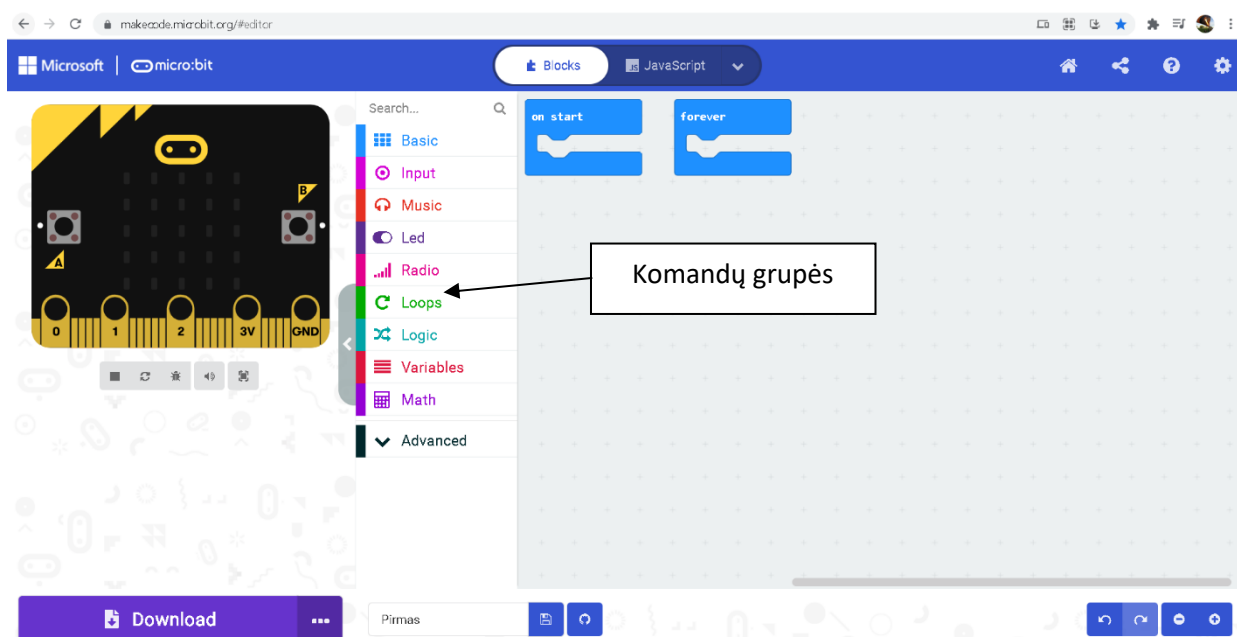 makecode.microbit.org/#editor
Microsoft micro:bit Blocks JS JavaScript
Search...
Basic
Input
Music
Led
Radio
Loops
Logic
Variables
Math
Advanced
on start
forever
Komandų grupės
A
B
0 1 2 3V GND
Download
Pirmas